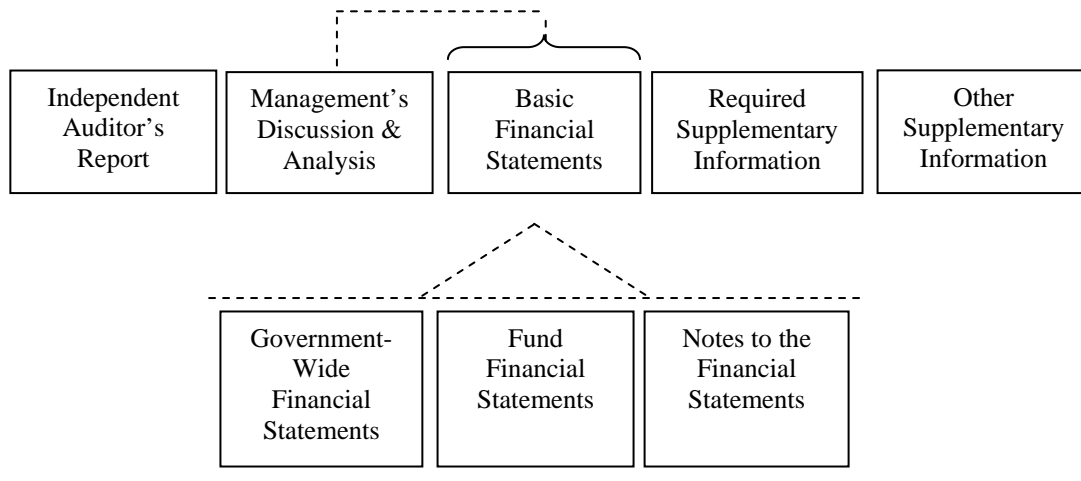 Independent
Auditor’s
Report
Management’s
Discussion &
Analysis
Basic
Financial
Statements
Required
Supplementary
Information
Other
Supplementary
Information
Government-
Wide
Financial
Statements
Fund
Financial
Statements
Notes to the
Financial
Statements